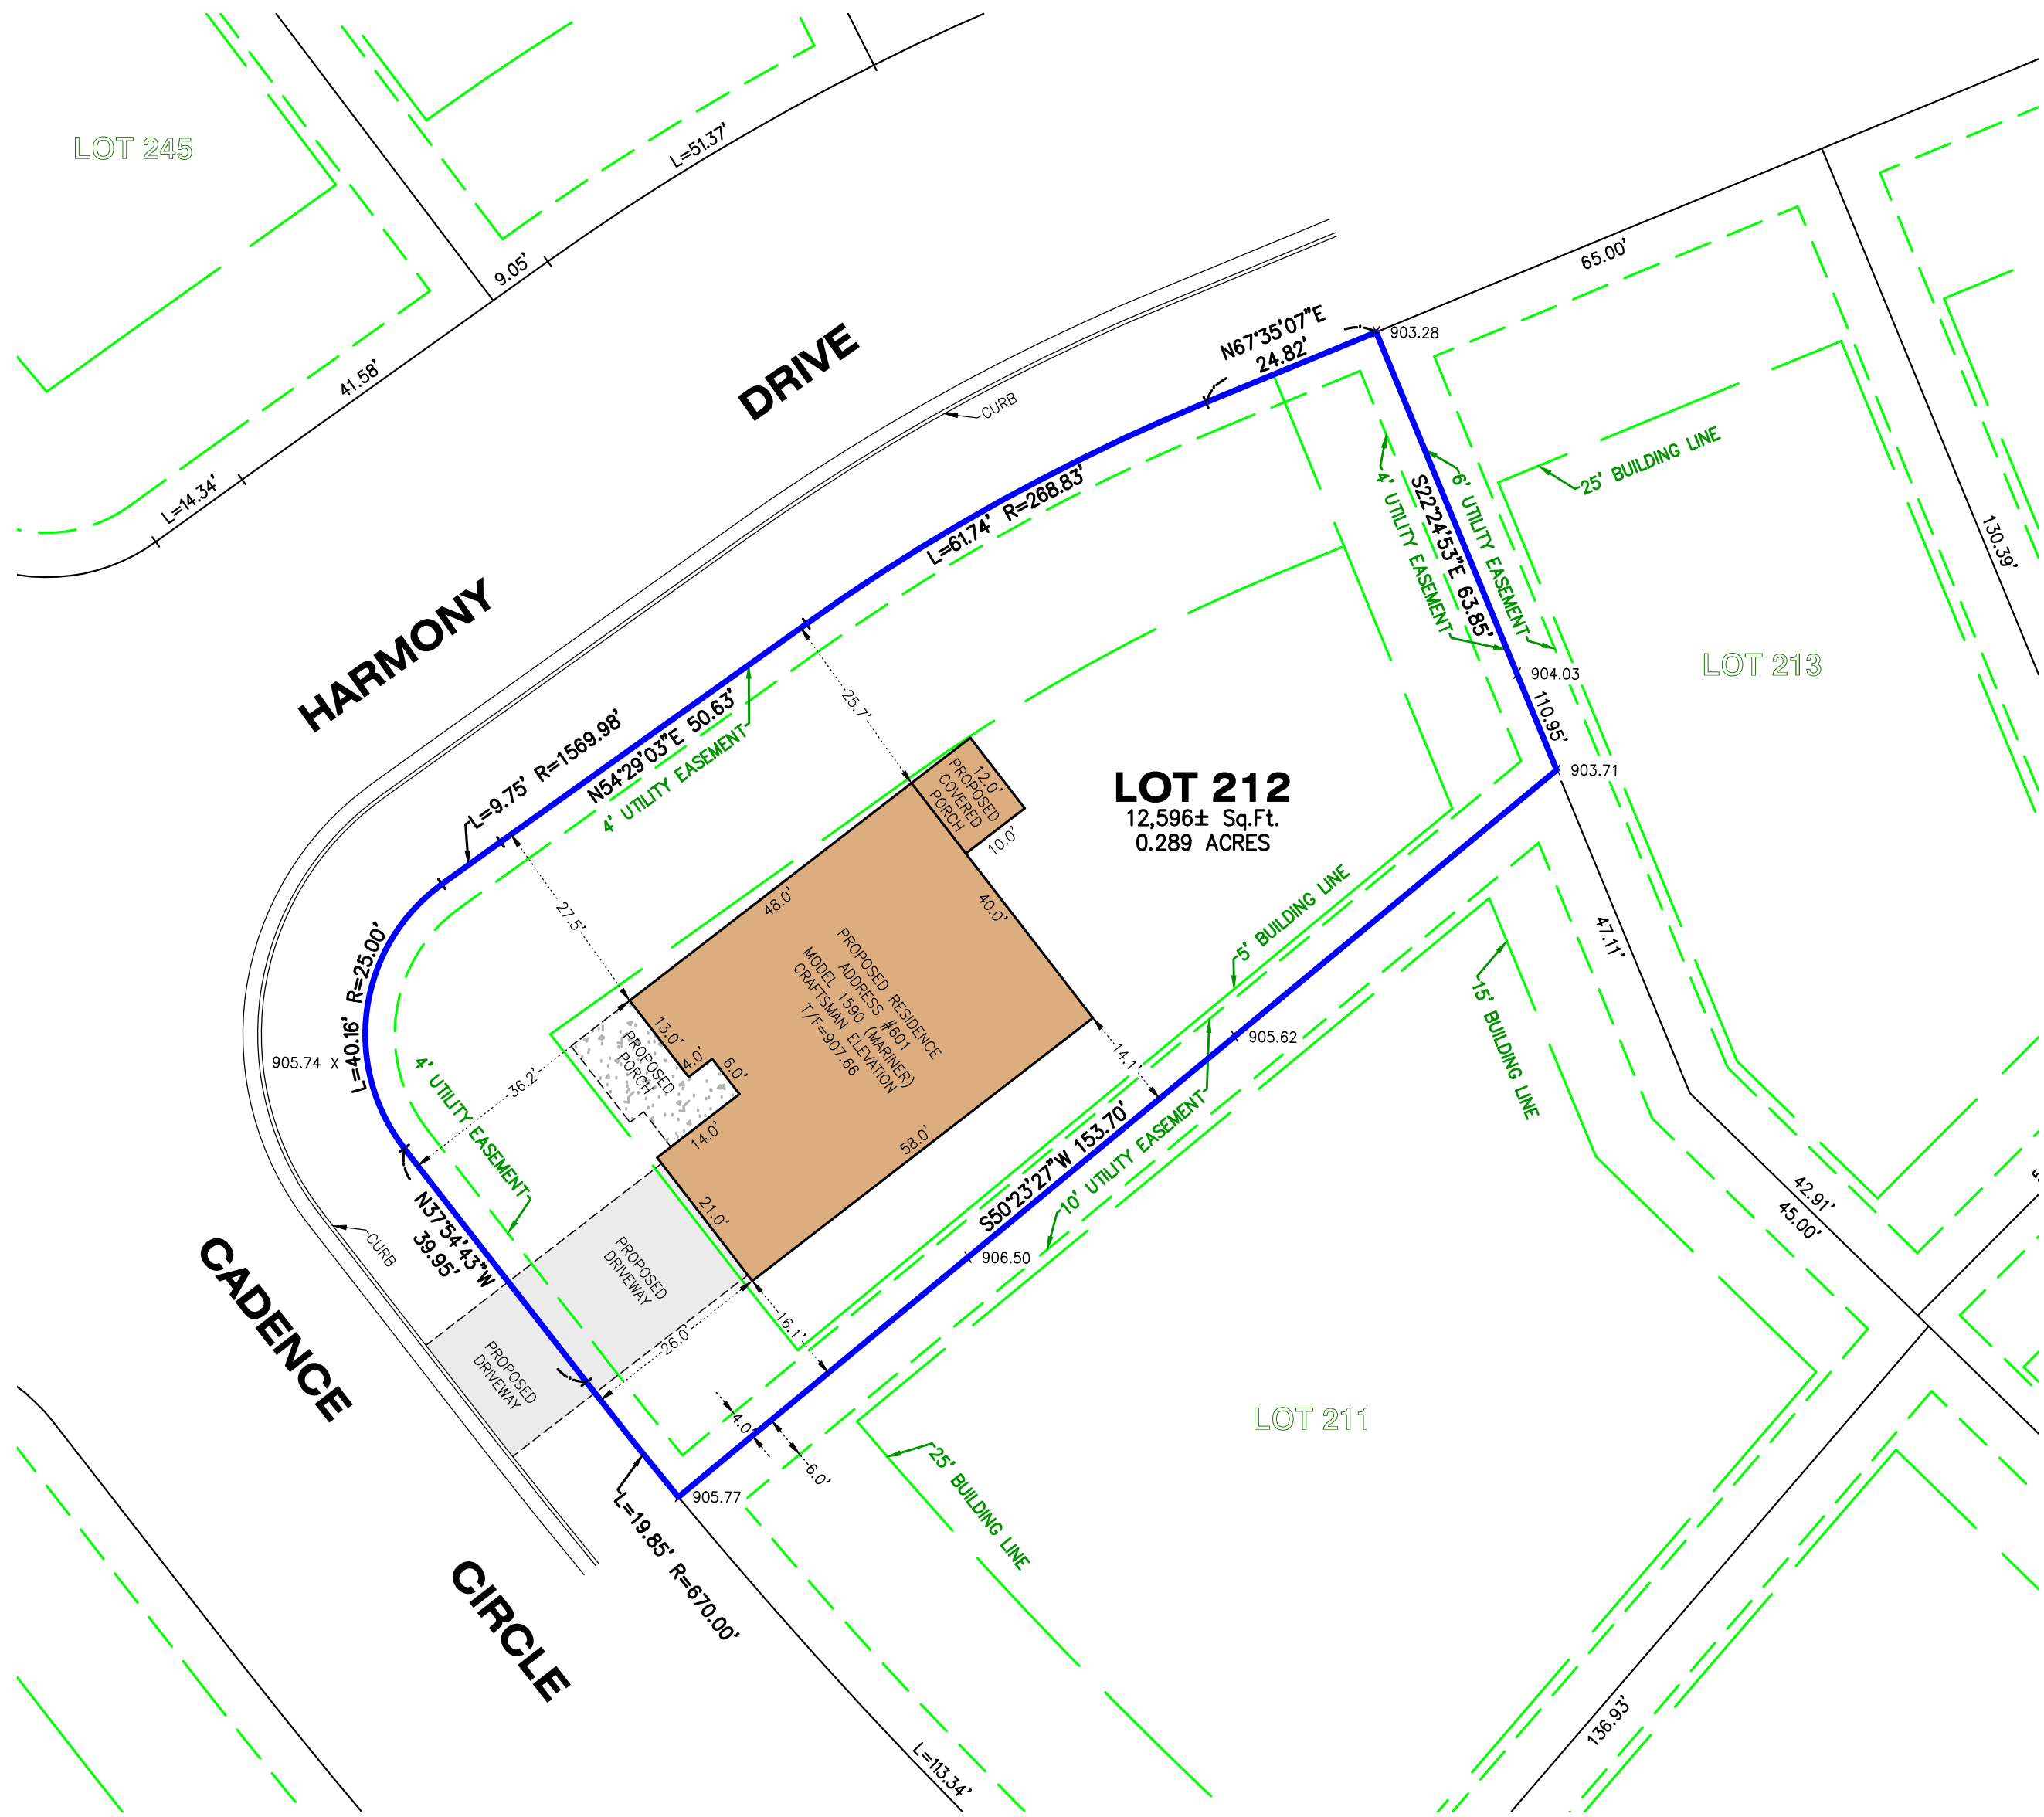 LOT 245
L=51.37'
9.05'
41.58'
L=14.34'
HARMONY
DRIVE
CURB
N67°35'07"E
24.82'
903.28
65.00'
25' BUILDING LINE
130.39'
LOT 213
4' UTILITY EASEMENT
S22°24'53"E 63.85'
6' UTILITY EASEMENT
904.03
110.95'
903.71
L=61.74' R=268.83'
N54°29'03"E 50.63'
4' UTILITY EASEMENT
L=9.75' R=1569.98'
25.7'
27.5'
LOT 212
12,596± Sq.Ft.
0.289 ACRES
12.0'
PROPOSED
COVERED
PORCH
10.0'
48.0'
40.0'
PROPOSED RESIDENCE
ADDRESS #601
MODEL 1590 (MARINER)
CRAFTSMAN ELEVATION
T/F=907.66
13.0'
4.0'
6.0'
PROPOSED
PORCH
14.0'
58.0'
21.0'
36.2'
14.1'
L=40.16' R=25.00'
905.74 X
4' UTILITY EASEMENT
5' BUILDING LINE
905.62
47.11'
15' BUILDING LINE
S50°23'27"W 153.70'
10' UTILITY EASEMENT
906.50
42.91'
45.00'
N37°54'43"W
39.95'
CURB
PROPOSED
DRIVEWAY
PROPOSED
DRIVEWAY
26.0'
16.1'
4.0'
6.0'
905.77
CADENCE
CIRCLE
L=19.85' R=670.00'
25' BUILDING LINE
LOT 211
136.93'
L=113.34'